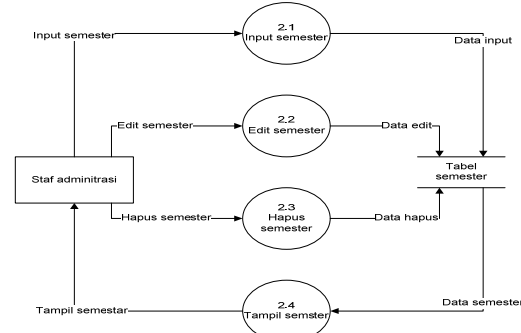 2.1
Input semester
Input semester
Data input
2.2
Edit semester
Edit semester
Data edit
Staf adminitrasi
Tabel
semester
2.3
Hapus
semester
Hapus semester
Data hapus
2.4
Tampil semster
Tampil semestar
Data semester